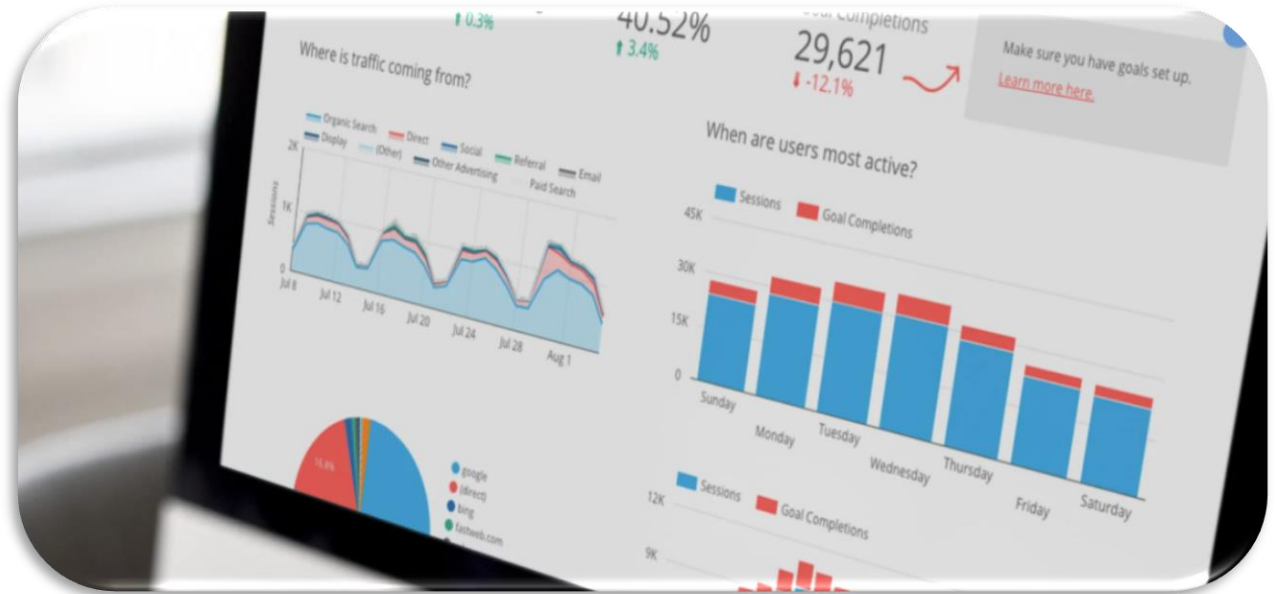 0.3%
40.52%
3.4%
Goal Completions
29,621
-12.1%
Make sure you have goals set up.
Learn more here.
Where is traffic coming from?
Organic Search Direct Social Referral Email
Display (Other) Other Advertising Paid Search
2K
1K
0
Sessions
Jul 8 Jul 12 Jul 16 Jul 20 Jul 24 Jul 28 Aug 1
When are users most active?
Sessions Goal Completions
45K
30K
15K
0
Sunday Monday Tuesday Wednesday Thursday Friday Saturday
google
(direct)
bing
fastweb.com
Sessions Goal Completions
12K
9K